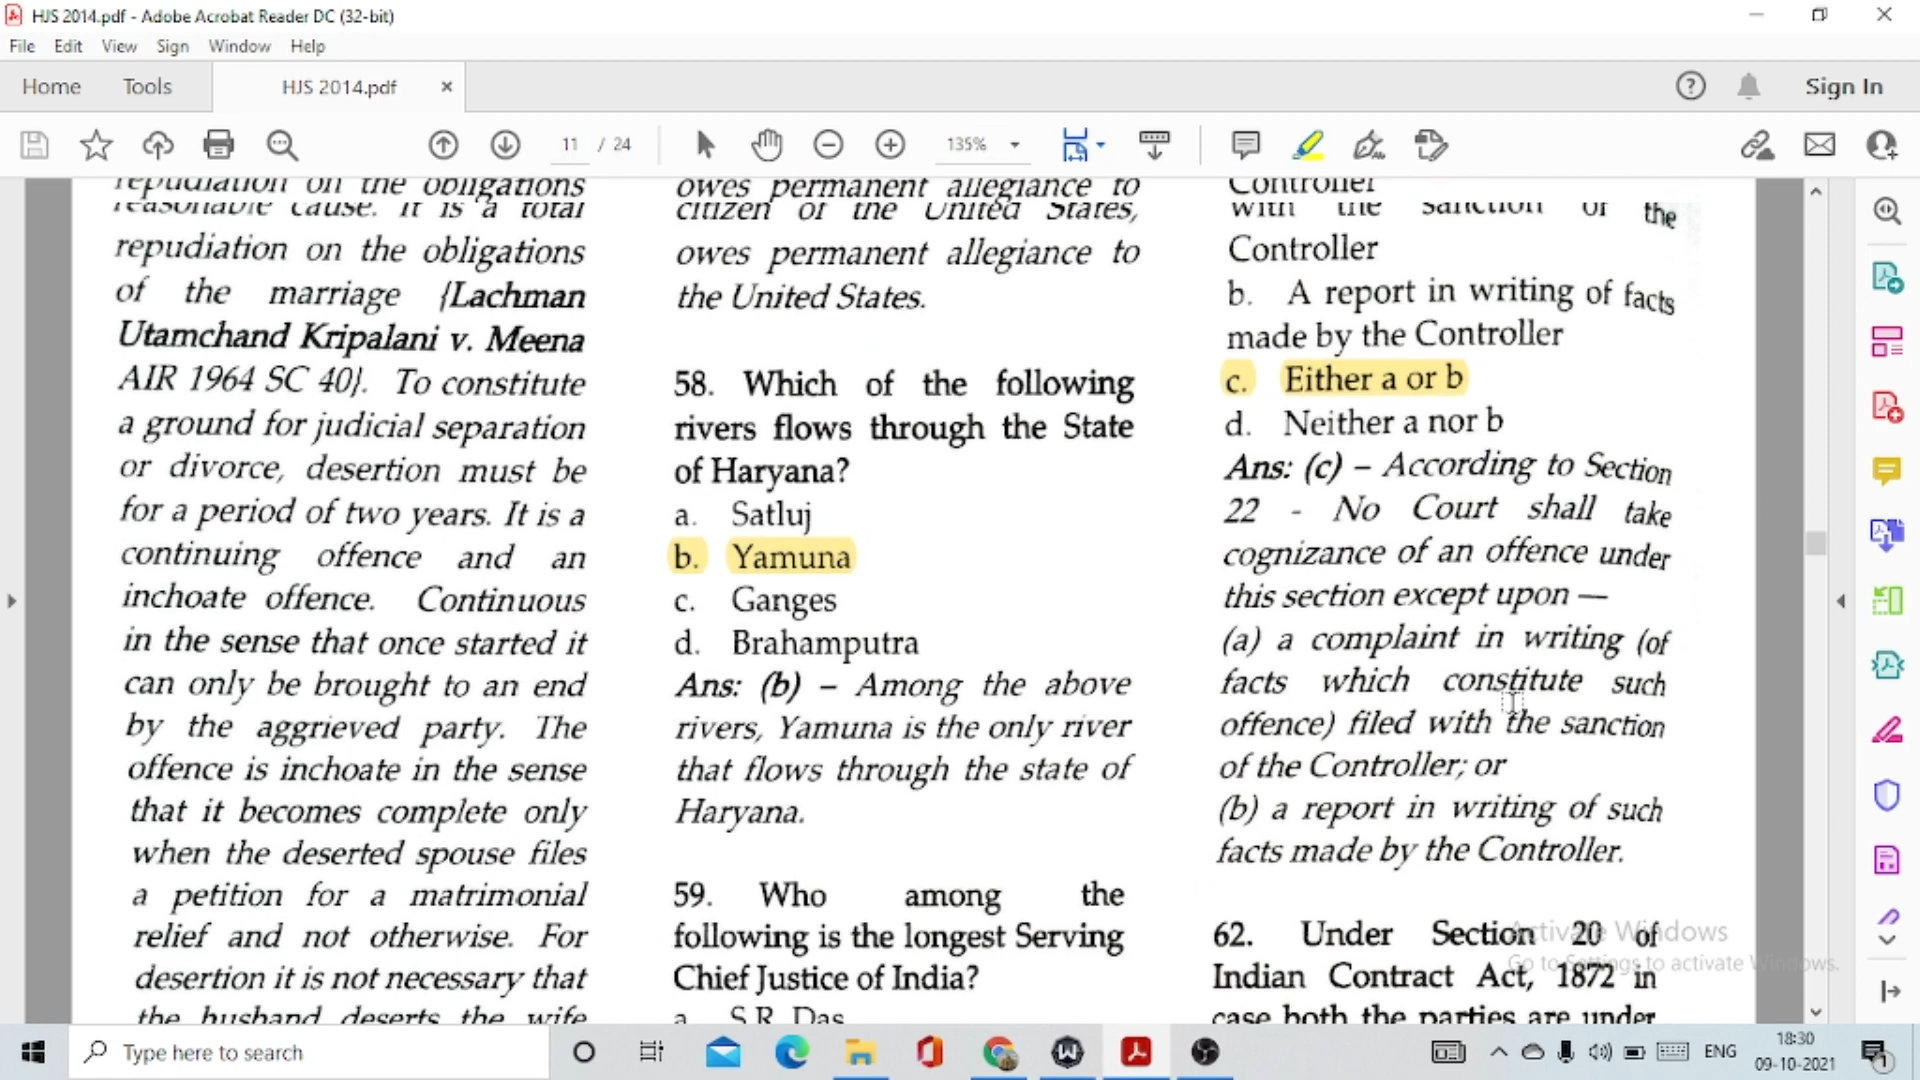 HJS 2014.pdf - Adobe Acrobat Reader DC (32-bit)
File Edit View Sign Window Help
Home Tools HJS 2014.pdf × Sign In
11 / 24 135%
repudiation on the obligations
reasonable cause. It is a total
repudiation on the obligations
of the marriage {Lachman
Utamchand Kripalani v. Meena
AIR 1964 SC 40}. To constitute
a ground for judicial separation
or divorce, desertion must be
for a period of two years. It is a
continuing offence and an
inchoate offence. Continuous
in the sense that once started it
can only be brought to an end
by the aggrieved party. The
offence is inchoate in the sense
that it becomes complete only
when the deserted spouse files
a petition for a matrimonial
relief and not otherwise. For
desertion it is not necessary that
the husband deserts the wife
owes permanent allegiance to
citizen of the United States,
owes permanent allegiance to
the United States.
58. Which of the following
rivers flows through the State
of Haryana?
a. Satluj
b. Yamuna
c. Ganges
d. Brahamputra
Ans: (b) – Among the above
rivers, Yamuna is the only river
that flows through the state of
Haryana.
59. Who among the
following is the longest Serving
Chief Justice of India?
a. S.R. Das
Controller
with the sanction of the
Controller
b. A report in writing of facts
made by the Controller
c. Either a or b
d. Neither a nor b
Ans: (c) – According to Section
22 - No Court shall take
cognizance of an offence under
this section except upon —
(a) a complaint in writing (of
facts which constitute such
offence) filed with the sanction
of the Controller; or
(b) a report in writing of such
facts made by the Controller.
62. Under Section 20 of
Indian Contract Act, 1872 in
case both the parties are under
Activate Windows
Go to Settings to activate Windows.
Type here to search
ENG
18:30
09-10-2021
1